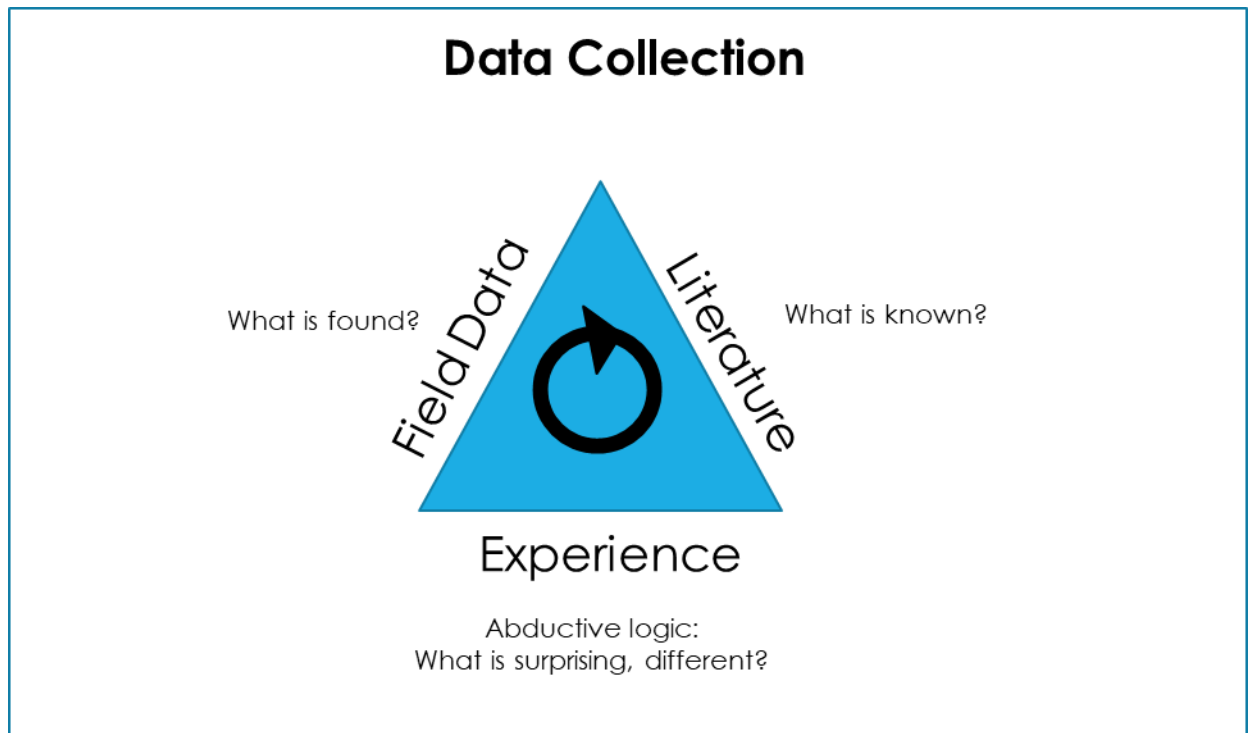 Data Collection
What is found?
Field Data
Literature
What is known?
Experience
Abductive logic:
What is surprising, different?